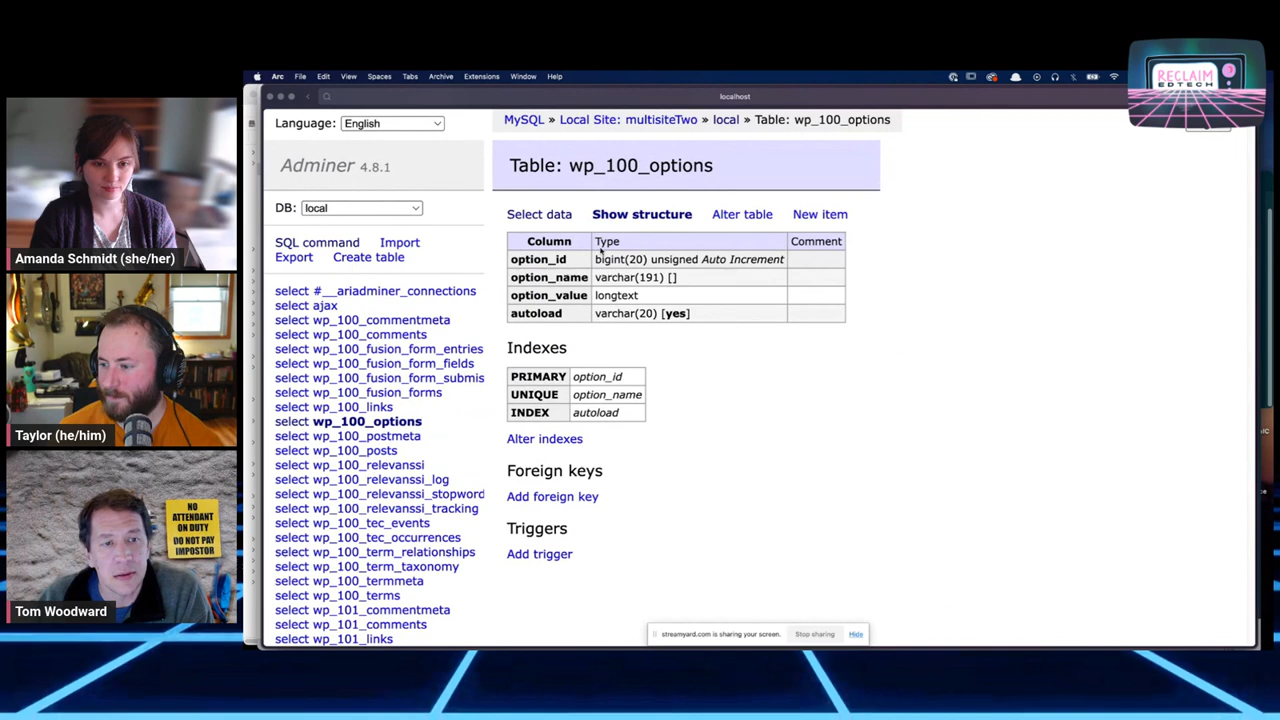 Arc File Edit View Spaces Tabs Archive Extensions Window Help
RECLAIM
EDTECH
localhost
Language: English
MySQL » Local Site: multisiteTwo » local » Table: wp_100_options
Adminer 4.8.1
Table: wp_100_options
DB: local
Select data Show structure Alter table New item
SQL command Import
Export Create table
Column Type Comment
option_id bigint(20) unsigned Auto Increment
option_name varchar(191) []
option_value longtext
autoload varchar(20) [yes]
Indexes
PRIMARY option_id
UNIQUE option_name
INDEX autoload
Alter indexes
Foreign keys
Add foreign key
Triggers
Add trigger
select #__ariadminer_connections
select ajax
select wp_100_commentmeta
select wp_100_comments
select wp_100_fusion_form_entries
select wp_100_fusion_form_fields
select wp_100_fusion_form_submis
select wp_100_fusion_forms
select wp_100_links
select wp_100_options
select wp_100_postmeta
select wp_100_posts
select wp_100_relevanssi
select wp_100_relevanssi_log
select wp_100_relevanssi_stopword
select wp_100_relevanssi_tracking
select wp_100_tec_events
select wp_100_tec_occurrences
select wp_100_term_relationships
select wp_100_term_taxonomy
select wp_100_termmeta
select wp_100_terms
select wp_101_commentmeta
select wp_101_comments
select wp_101_links
streamyard.com is sharing your screen. Stop sharing Hide
Amanda Schmidt (she/her)
Taylor (he/him)
NO
ATTENDANT
ON DUTY
DO NOT PAY
IMPOSTOR
Tom Woodward